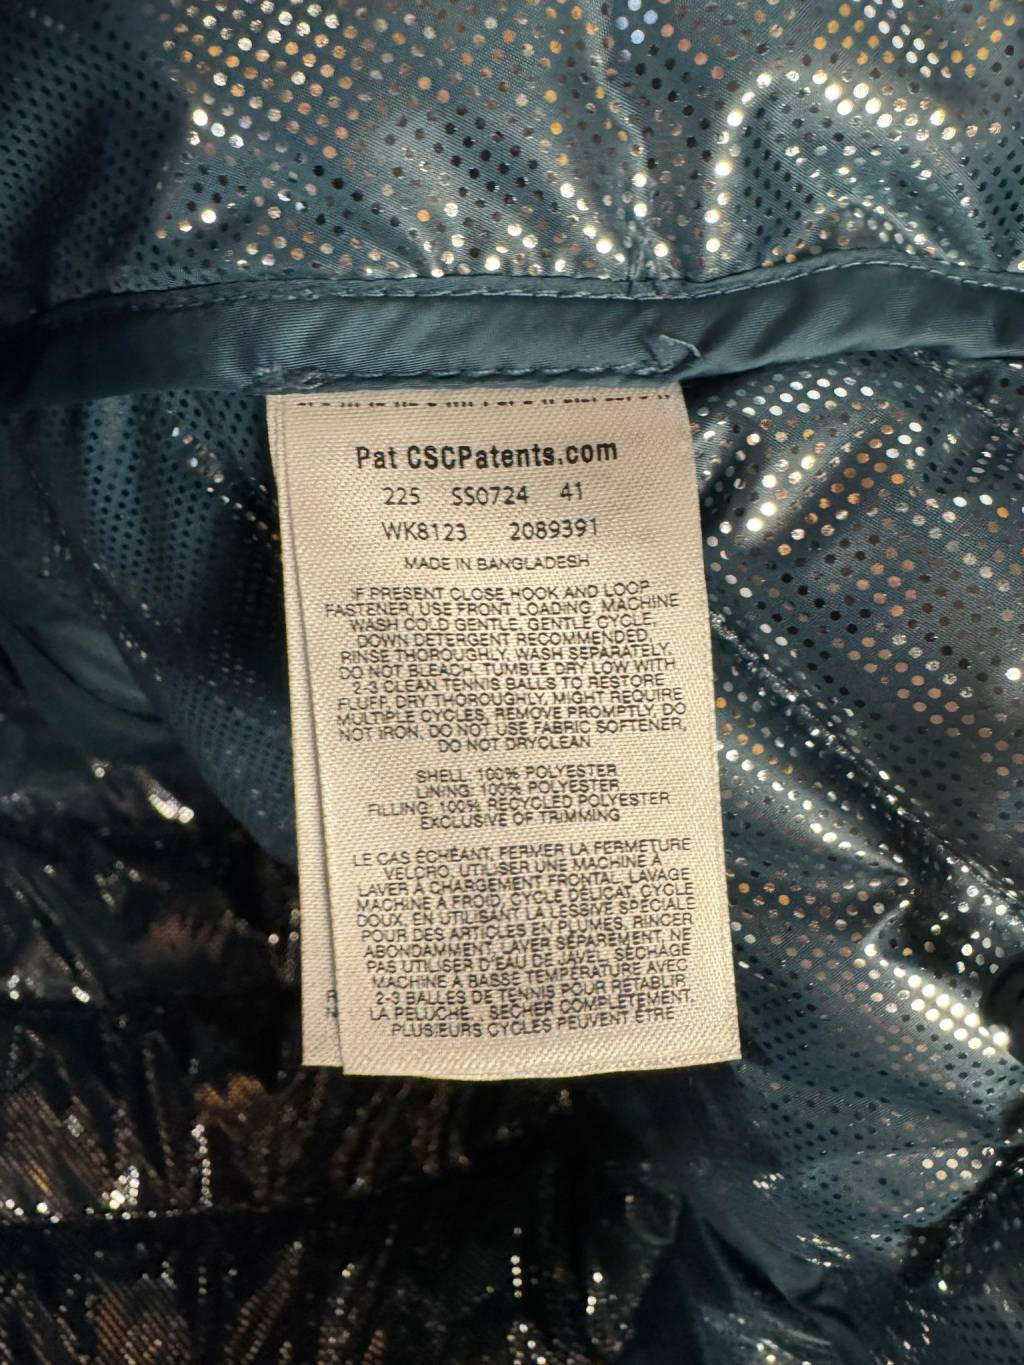 Pat CSCPatents.com
225 SS0724 41
WK8123 2089391
MADE IN BANGLADESH
IF PRESENT CLOSE HOOK AND LOOP
FASTENER, USE FRONT LOADING, MACHINE
WASH COLD GENTLE, GENTLE CYCLE,
DOWN DETERGENT RECOMMENDED,
RINSE THOROUGHLY, WASH SEPARATELY,
DO NOT BLEACH, TUMBLE DRY LOW WITH
2-3 CLEAN TENNIS BALLS TO RESTORE
FLUFF, DRY THOROUGHLY, MIGHT REQUIRE
MULTIPLE CYCLES, REMOVE PROMPTLY, DO
NOT IRON, DO NOT USE FABRIC SOFTENER,
DO NOT DRYCLEAN
SHELL: 100% POLYESTER
LINING: 100% POLYESTER
FILLING: 100% RECYCLED POLYESTER
EXCLUSIVE OF TRIMMING
LE CAS ÉCHÉANT, FERMER LA FERMETURE
VELCRO, UTILISER UNE MACHINE À
LAVER À CHARGEMENT FRONTAL, LAVAGE
MACHINE À FROID, CYCLE DÉLICAT, CYCLE
DOUX, EN UTILISANT LA LESSIVE SPÉCIALE
POUR DES ARTICLES EN PLUMES, RINCER
ABONDAMMENT, LAVER SÉPAREMENT, NE
PAS UTILISER D'EAU DE JAVEL, SÉCHAGE
MACHINE À BASSE TEMPÉRATURE AVEC
2-3 BALLES DE TENNIS POUR RÉTABLIR
LA PELUCHE , SÉCHER COMPLÈTEMENT,
PLUSIEURS CYCLES PEUVENT ÊTRE